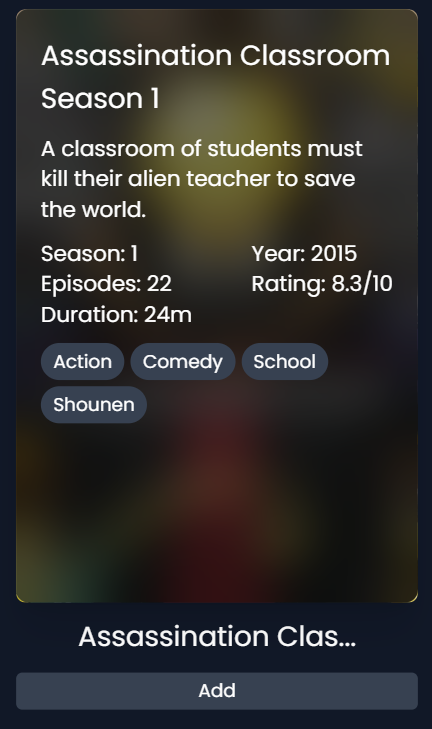 Assassination Classroom
Season 1
A classroom of students must
kill their alien teacher to save
the world.
Season: 1
Year: 2015
Episodes: 22
Rating: 8.3/10
Duration: 24m
Action
Comedy
School
Shounen
Assassination Clas...
Add